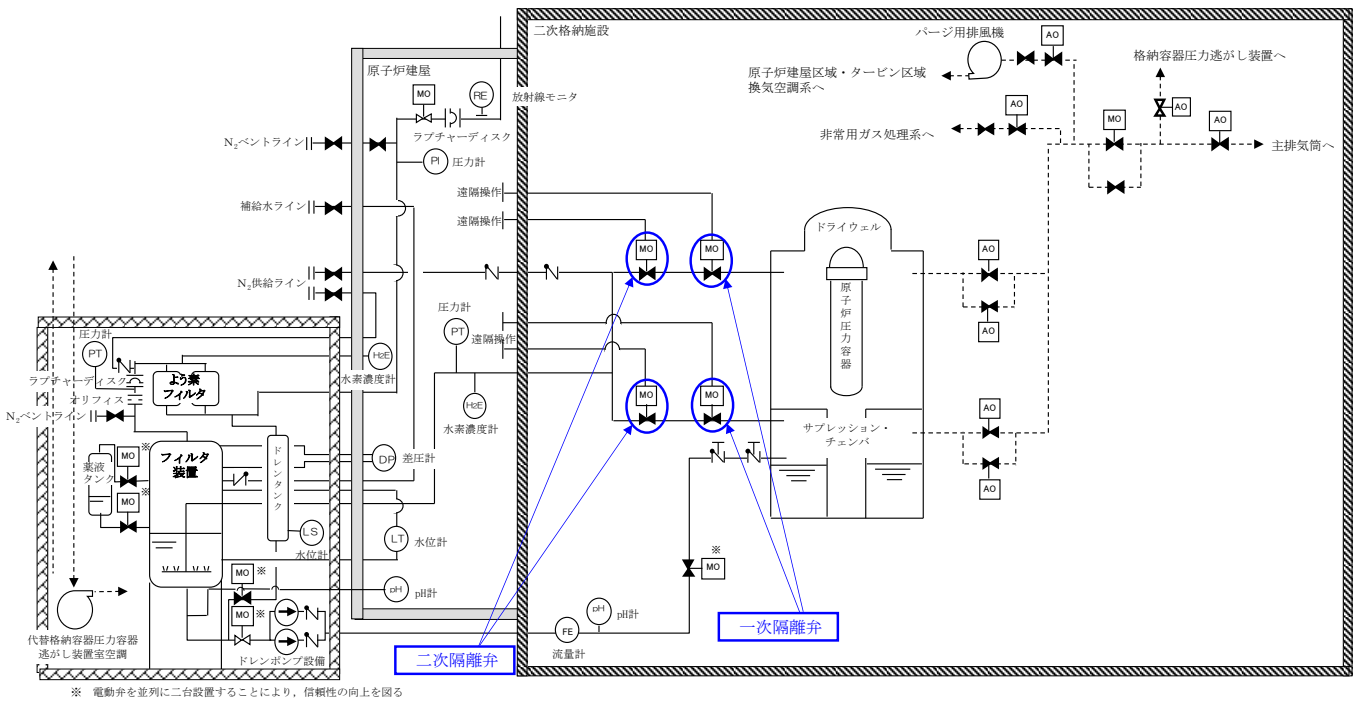 二次格納施設
パージ用排風機
AO
格納容器圧力逃がし装置へ
原子炉建屋区域・タービン区域
換気空調系へ
AO
AO
MO
AO
非常用ガス処理系へ
主排気筒へ
原子炉建屋
MO
RE
放射線モニタ
ラプチャーディスク
N₂ベントライン
PI
圧力計
補給水ライン
遠隔操作
遠隔操作
ドライウェル
MO
MO
AO
N₂供給ライン
原子炉圧力容器
圧力計
PT
遠隔操作
AO
圧力計
PT
H2E
水素濃度計
ラプチャーディスク
よう素
フィルタ
オリフィス
N₂ベントライン
H2E
水素濃度計
MO
MO
AO
サプレッション・
チェンバ
※
MO
薬液
タンク
フィルタ
装置
ドレンタンク
DP
差圧計
AO
※
MO
LS
水位計
LT
水位計
※
MO
※
MO
pH
pH計
※
MO
pH
pH計
FE
流量計
代替格納容器圧力容器
逃がし装置室空調
ドレンポンプ設備
一次隔離弁
二次隔離弁
※ 電動弁を並列に二台設置することにより，信頼性の向上を図る